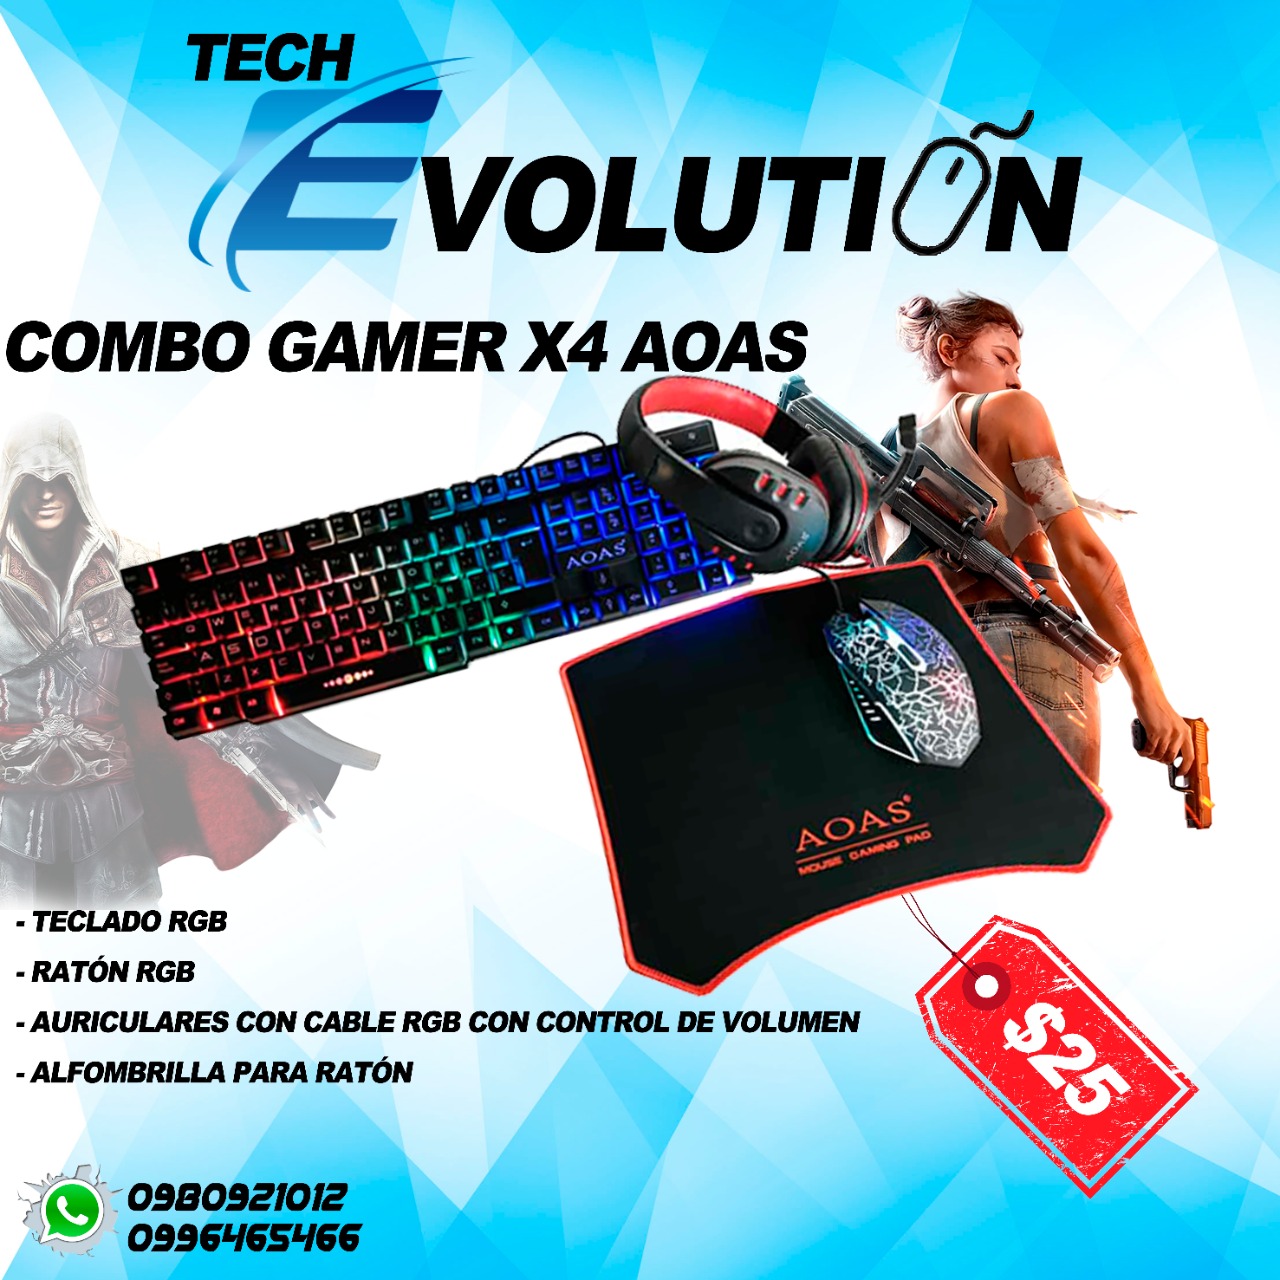 TECH
EVOLUTION
COMBO GAMER X4 AOAS
AOAS
AOAS
AOAS®
MOUSE GAMING PAD
- TECLADO RGB
- RATÓN RGB
- AURICULARES CON CABLE RGB CON CONTROL DE VOLUMEN
- ALFOMBRILLA PARA RATÓN
$25
0980921012
0996465466